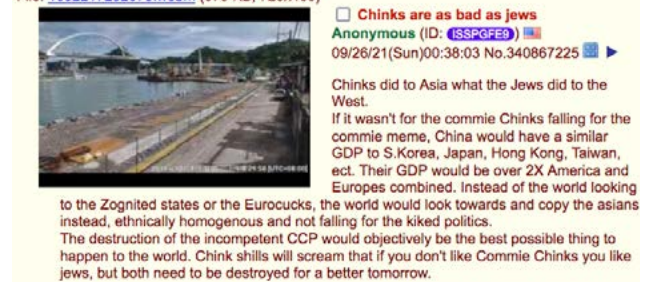 Chinks are as bad as jews
Anonymous (ID: ISSPGFE9)
09/26/21(Sun)00:38:03 No.340867225
Chinks did to Asia what the Jews did to the
West.
If it wasn't for the commie Chinks falling for the
commie meme, China would have a similar
GDP to S.Korea, Japan, Hong Kong, Taiwan,
ect. Their GDP would be over 2X America and
Europes combined. Instead of the world looking
to the Zognited states or the Eurocucks, the world would look towards and copy the asians
instead, ethnically homogenous and not falling for the kiked politics.
The destruction of the incompetent CCP would objectively be the best possible thing to
happen to the world. Chink shills will scream that if you don't like Commie Chinks you like
jews, but both need to be destroyed for a better tomorrow.